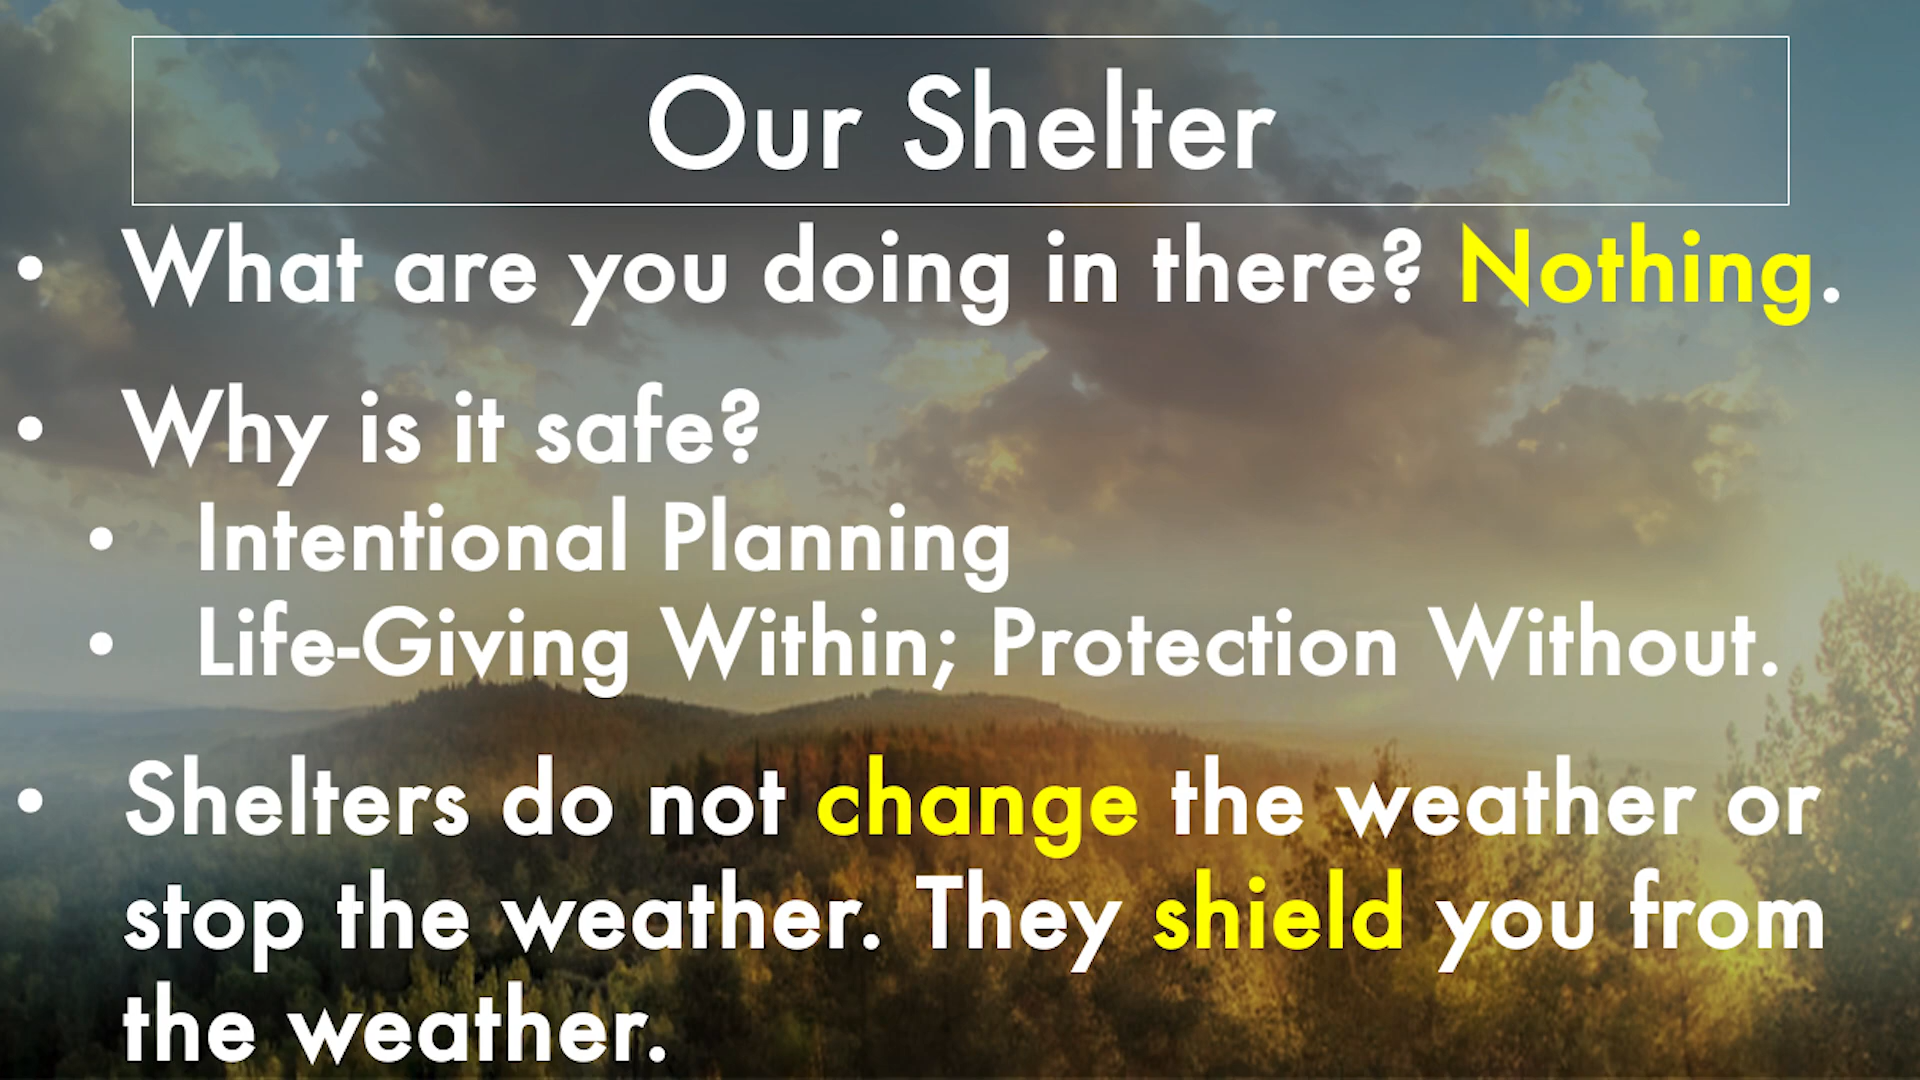 Our Shelter
• What are you doing in there? Nothing.
• Why is it safe?
• Intentional Planning
• Life-Giving Within; Protection Without.
• Shelters do not change the weather or
stop the weather. They shield you from
the weather.